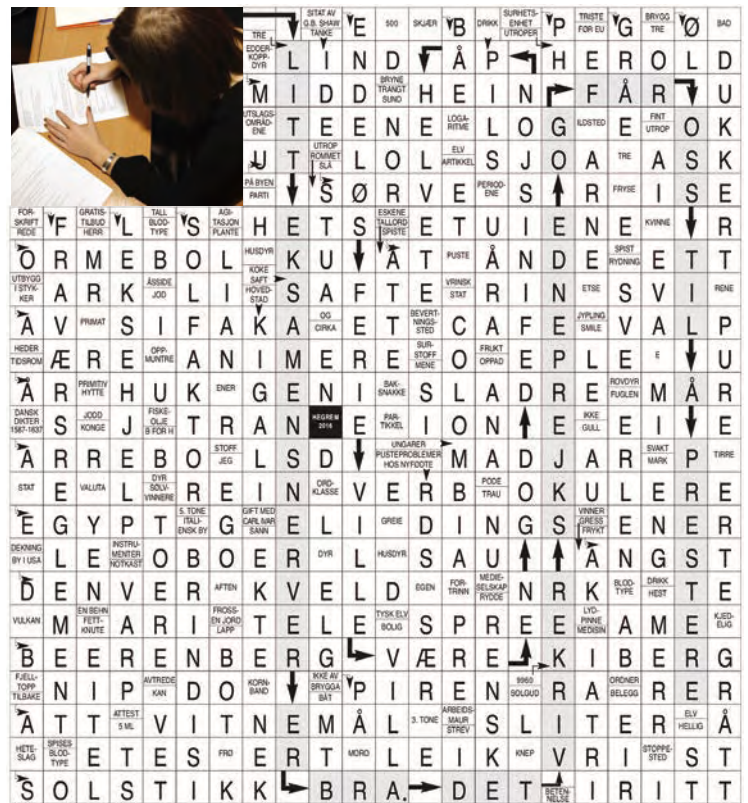 SITAT AV G.B. SHAW TANKE E 500 SKJÆR B DRIKK SURHETS-ENHET UTROPER P TRISTE FØR EU G BRYGG TRE Ø BAD
TRE EDDER-KOPP-DYR L I N D Å P H E R O L D
M I D D BRYNE TRANGT SUND H E I N F Å R U
UTSLAGS-OMRÅD-ENE T E E N E LOGA-RITME L O G ILDSTED E FINT UTROP O K
U T UTROP ROMMET SLÅ L O L ELV ARTIKKEL S J O A TRE A S K
PÅ BYEN PARTI S Ø R V E S PERIOD-ENE S R FRYSE I S E
FOR-SKRIFT REDE F GRATIS-TILBUD HERR L TALL BLOD-TYPE S AGI-TASJON PLANTE H E T S ESKENE TALLORD SPISTE E T U I E N E KVINNE R
O R M E B O L HUSDYR K U Å T PUSTE Å N D E SPIST RYDNING E T T
UTBYGG I STYK-KER A R K ÅSSIDE JOD L I KOKE SAFT HOVED-STAD S A F T E VRINSK STAT R I N ETSE S V I RENE
A V PRIMAT S I F A K A OG CIRKA E T BEVERT-NINGS-STED C A F E JYPLING SMILE V A L P
HEDER TIDSROM Æ R E OPP-MUNTRE A N I M E R E SUR-STOFF MENE O FRUKT OPPAD E P L E E U
Å R PRIMITIV HYTTE H U K ENER G E N I BAK-SNAKKE S L A D R E ROVDYR FUGLEN M Å R
DANSK DIKTER 1587-1637 S JODD KONGE J FISKE-OLJE B FOR H T R A N HEGREM 2016 E PAR-TIKKEL I O N E IKKE GULL E I E
A R R E B O STOFF JEG L S D UNGARER PUSTEPROBLEMER HOS NYFØDTE M A D J A R SVAKT MARK P TIRRE
STAT E VALUTA L DYR SØLV-VINNERE R E I N ORD-KLASSE V E R B PODE TRAU O K U L E R E
E G Y P T 5. TONE ITALI-ENSK BY G GIFT MED CARL IVAR SANN E L I GREIE D I N G S VINNER GRESS FRYKT E N E R
DEKNING BY I USA L E INSTRU-MENTER NOTKAST O B O E R DYR L HUSDYR S A U A N G S T
D E N V E R AFTEN K V E L D EGEN FOR-TRINN MEDIE-SELSKAP RYDDE N R K BLOD-TYPE DRIKK HEST T E
VULKAN M EN SEHN FETT-KNUTE A R I FROSS-EN JORD LAPP T E L E TYSK ELV BOLIG S P R E E LYD-PINNE MEDISIN A M E KJED-ELIG
B E E R E N B E R G V Æ R E K I B E R G
FJELL-TOPP TILBAKE N I P AVTREDE KAN D O KORN-BAND IKKE AV BRYGGA BÅT P I R E N 9960 SOLGUD R A ORDNER BELEGG R E R
A T T ATTEST 5 ML V I T N E M Å L 3. TONE ARBEIDS-MAUR STREV S L I T E R ELV HELLIG Å
HETE-SLAG SPISES BLOD-TYPE E T E S FRØ E R T MORO L E I K KNEP V R I STOPPE-STED S T
S O L S T I K K B R A. D E T BETEN-NELSE I R I T T